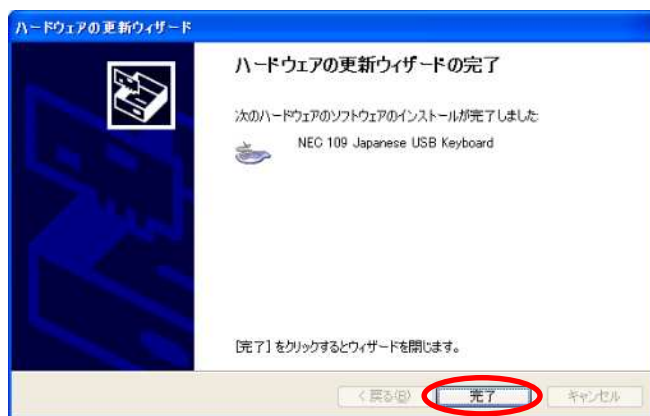 ハードウェアの更新ウィザード
ハードウェアの更新ウィザードの完了
次のハードウェアのソフトウェアのインストールが完了しました
NEC 109 Japanese USB Keyboard
[完了] をクリックするとウィザードを閉じます。
< 戻る(B)
完了
キャンセル